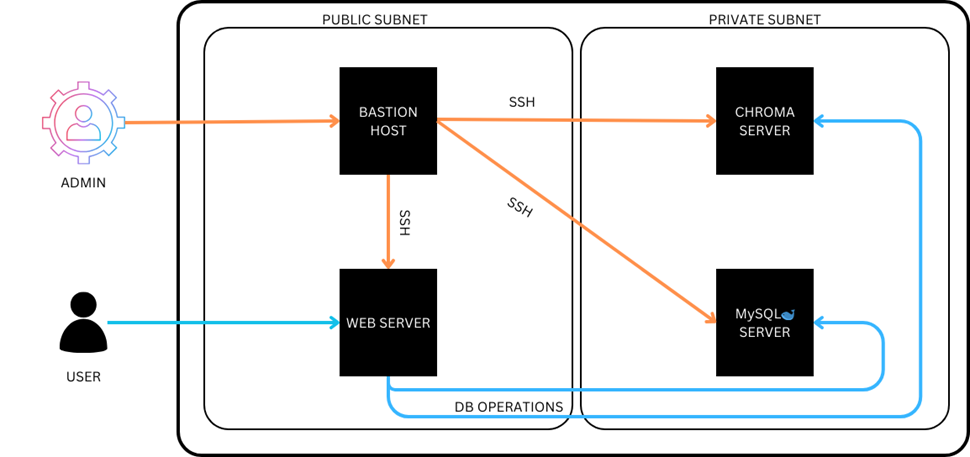 PUBLIC SUBNET
PRIVATE SUBNET
BASTION
HOST
SSH
CHROMA
SERVER
ADMIN
SSH
SSH
WEB SERVER
MySQL🐳
SERVER
USER
DB OPERATIONS